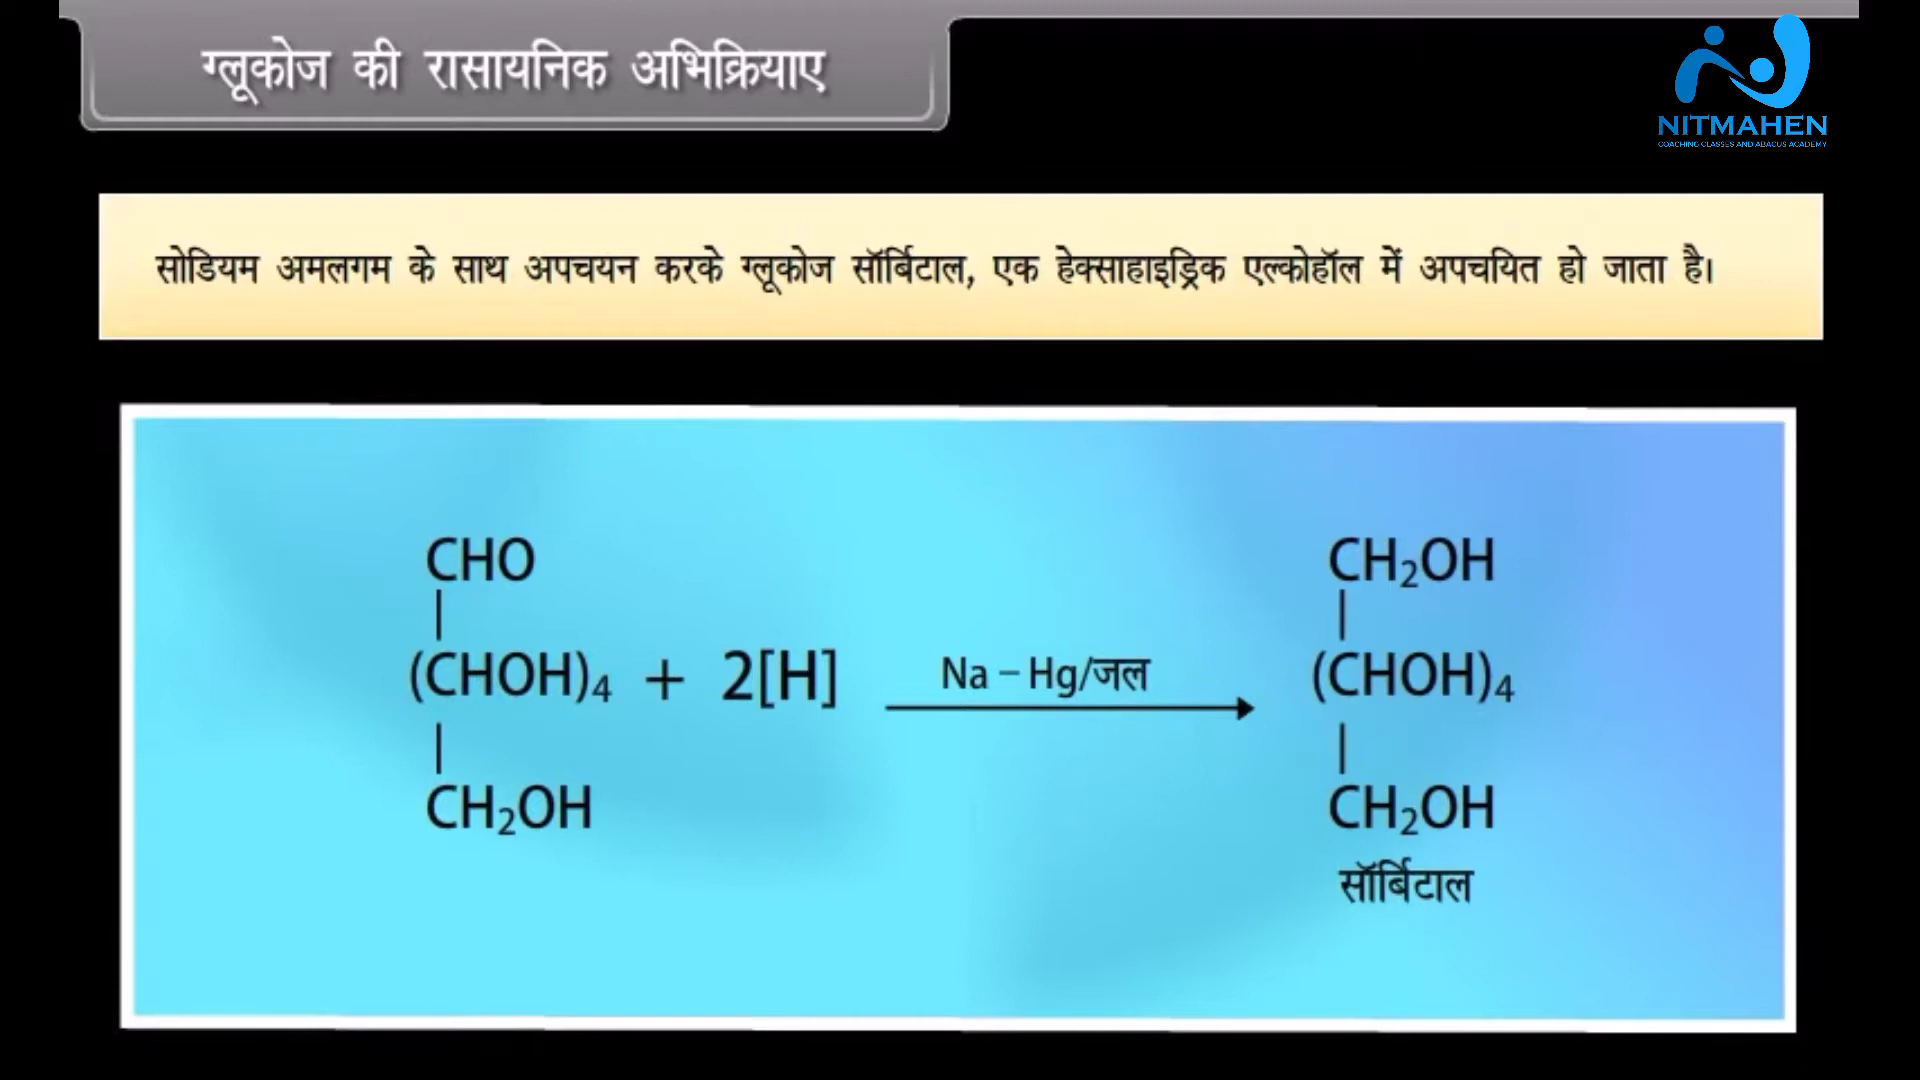 ग्लूकोज की रासायनिक अभिक्रियाए
NITMAHEN
COACHING CLASSES AND ABACUS ACADEMY
सोडियम अमलगम के साथ अपचयन करके ग्लूकोज सॉर्बिटाल, एक हेक्साहाइड्रिक एल्कोहॉल में अपचयित हो जाता है।
CHO
|
(CHOH)₄ + 2[H]
|
CH₂OH
Na – Hg/जल
CH₂OH
|
(CHOH)₄
|
CH₂OH
सॉर्बिटाल